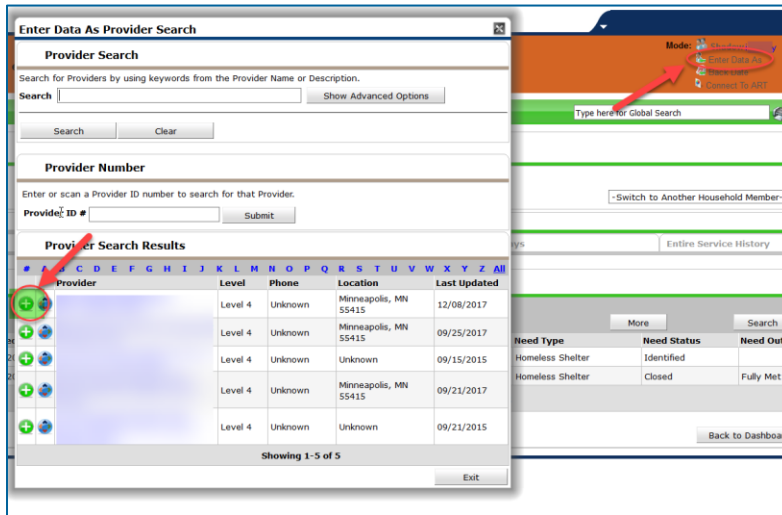 Enter Data As Provider Search
Provider Search
Search for Providers by using keywords from the Provider Name or Description.
Search
Show Advanced Options
Search
Clear
Provider Number
Enter or scan a Provider ID number to search for that Provider.
Provider ID #
Submit
Provider Search Results
# A B C D E F G H I J K L M N O P Q R S T U V W X Y Z All
Provider Level Phone Location Last Updated
Level 4 Unknown Minneapolis, MN 55415 12/08/2017
Level 4 Unknown Minneapolis, MN 55415 09/25/2017
Level 4 Unknown Unknown 09/15/2015
Level 4 Unknown Minneapolis, MN 55415 09/21/2017
Level 4 Unknown Unknown 09/21/2015
Showing 1-5 of 5
Exit
Mode:
Enter Data As
Back Date
Connect To ART
Type here for Global Search
-Switch to Another Household Member-
Entire Service History
More
Search
Need Type Need Status Need Out
Homeless Shelter Identified
Homeless Shelter Closed Fully Met
Back to Dashboa